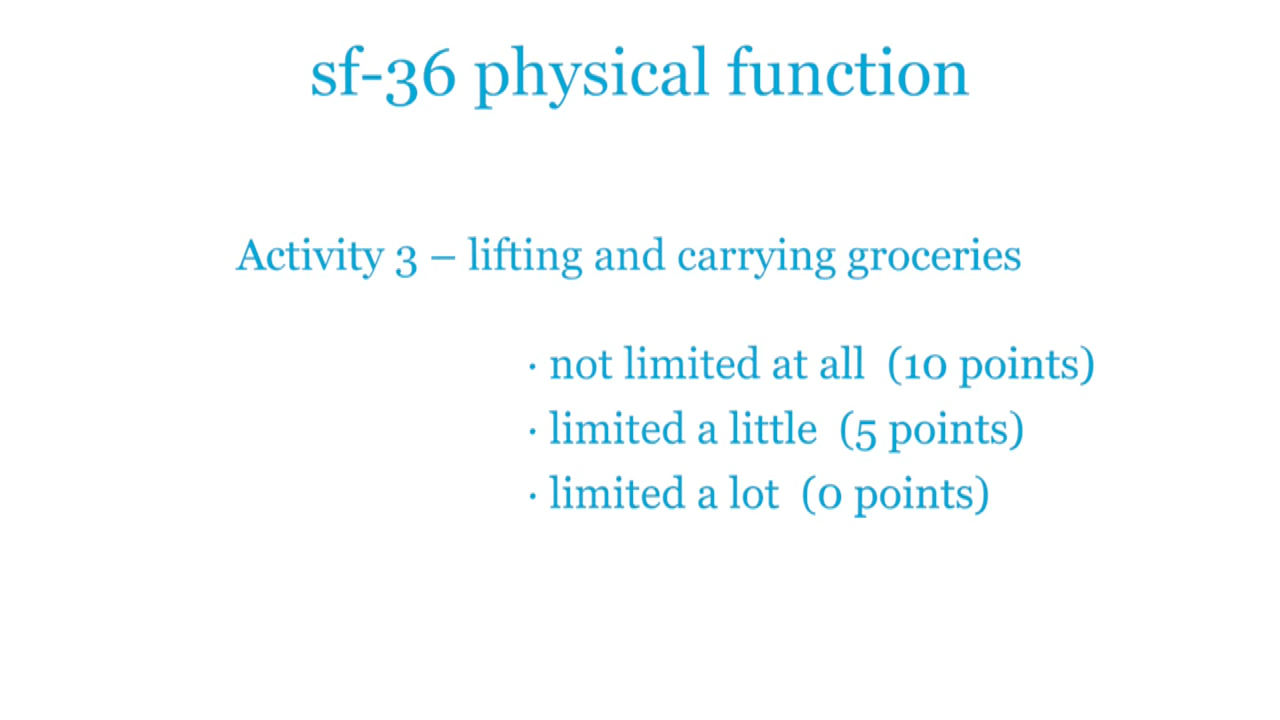 sf-36 physical function
Activity 3 – lifting and carrying groceries
· not limited at all (10 points)
· limited a little (5 points)
· limited a lot (0 points)